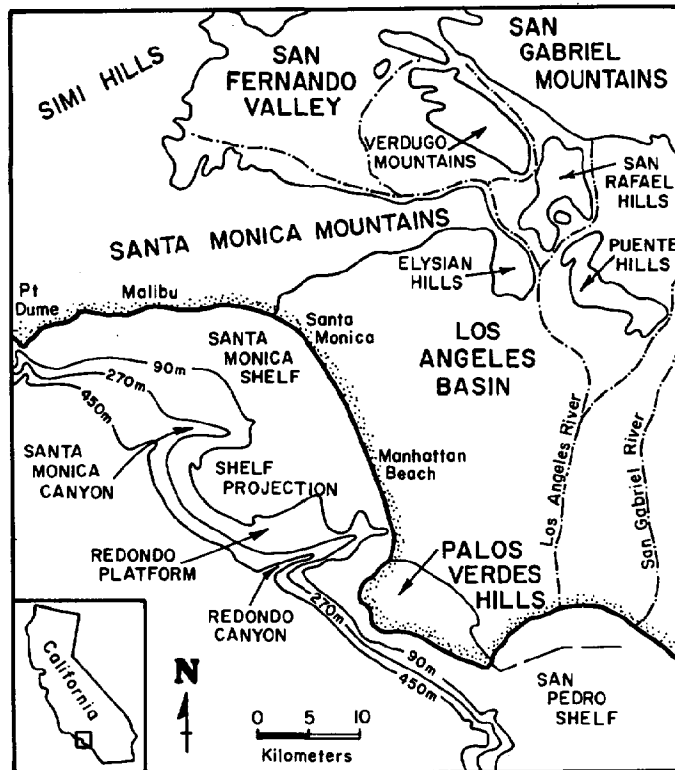 SIMI HILLS
SAN
FERNANDO
VALLEY
SAN
GABRIEL
MOUNTAINS
VERDUGO
MOUNTAINS
SAN
RAFAEL
HILLS
SANTA MONICA MOUNTAINS
ELYSIAN
HILLS
PUENTE
HILLS
Pt
Dume
Malibu
SANTA
MONICA
SHELF
Santa
Monica
LOS
ANGELES
BASIN
90m
270m
450m
SANTA
MONICA
CANYON
SHELF
PROJECTION
Manhattan
Beach
Los Angeles River
San Gabriel River
REDONDO
PLATFORM
REDONDO
CANYON
PALOS
VERDES
HILLS
270m
90m
450m
SAN
PEDRO
SHELF
California
N
0 5 10
Kilometers